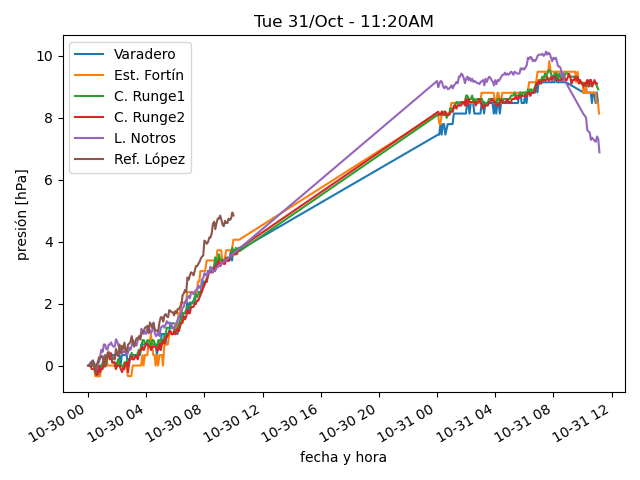 Tue 31/Oct - 11:20AM
Varadero
Est. Fortín
C. Runge1
C. Runge2
L. Notros
Ref. López
presión [hPa]
10
8
6
4
2
0
10-30 00
10-30 04
10-30 08
10-30 12
10-30 16
10-30 20
10-31 00
10-31 04
10-31 08
10-31 12
fecha y hora